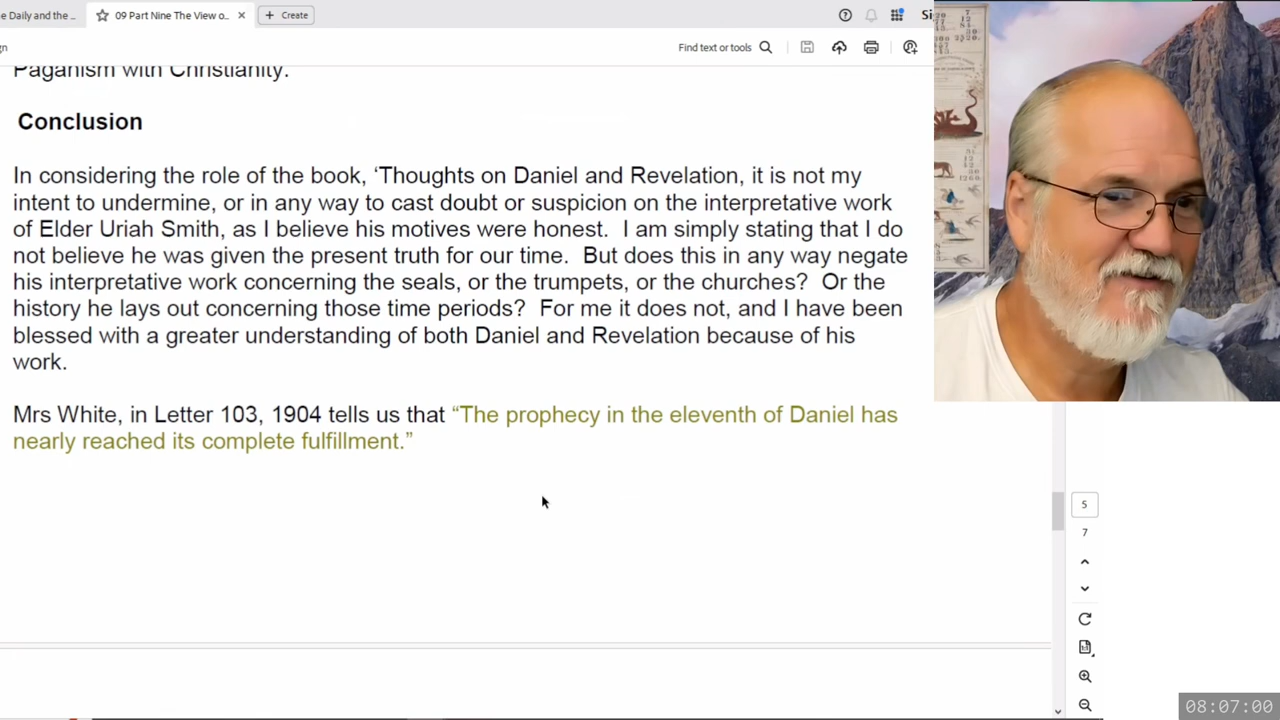 e Daily and the ...
09 Part Nine The View o...
Create
gn
Find text or tools
Paganism with Christianity.
Conclusion
In considering the role of the book, ‘Thoughts on Daniel and Revelation, it is not my
intent to undermine, or in any way to cast doubt or suspicion on the interpretative work
of Elder Uriah Smith, as I believe his motives were honest.  I am simply stating that I do
not believe he was given the present truth for our time.  But does this in any way negate
his interpretative work concerning the seals, or the trumpets, or the churches?  Or the
history he lays out concerning those time periods?  For me it does not, and I have been
blessed with a greater understanding of both Daniel and Revelation because of his
work.
Mrs White, in Letter 103, 1904 tells us that “The prophecy in the eleventh of Daniel has
nearly reached its complete fulfillment.”
5
7
08:07:00